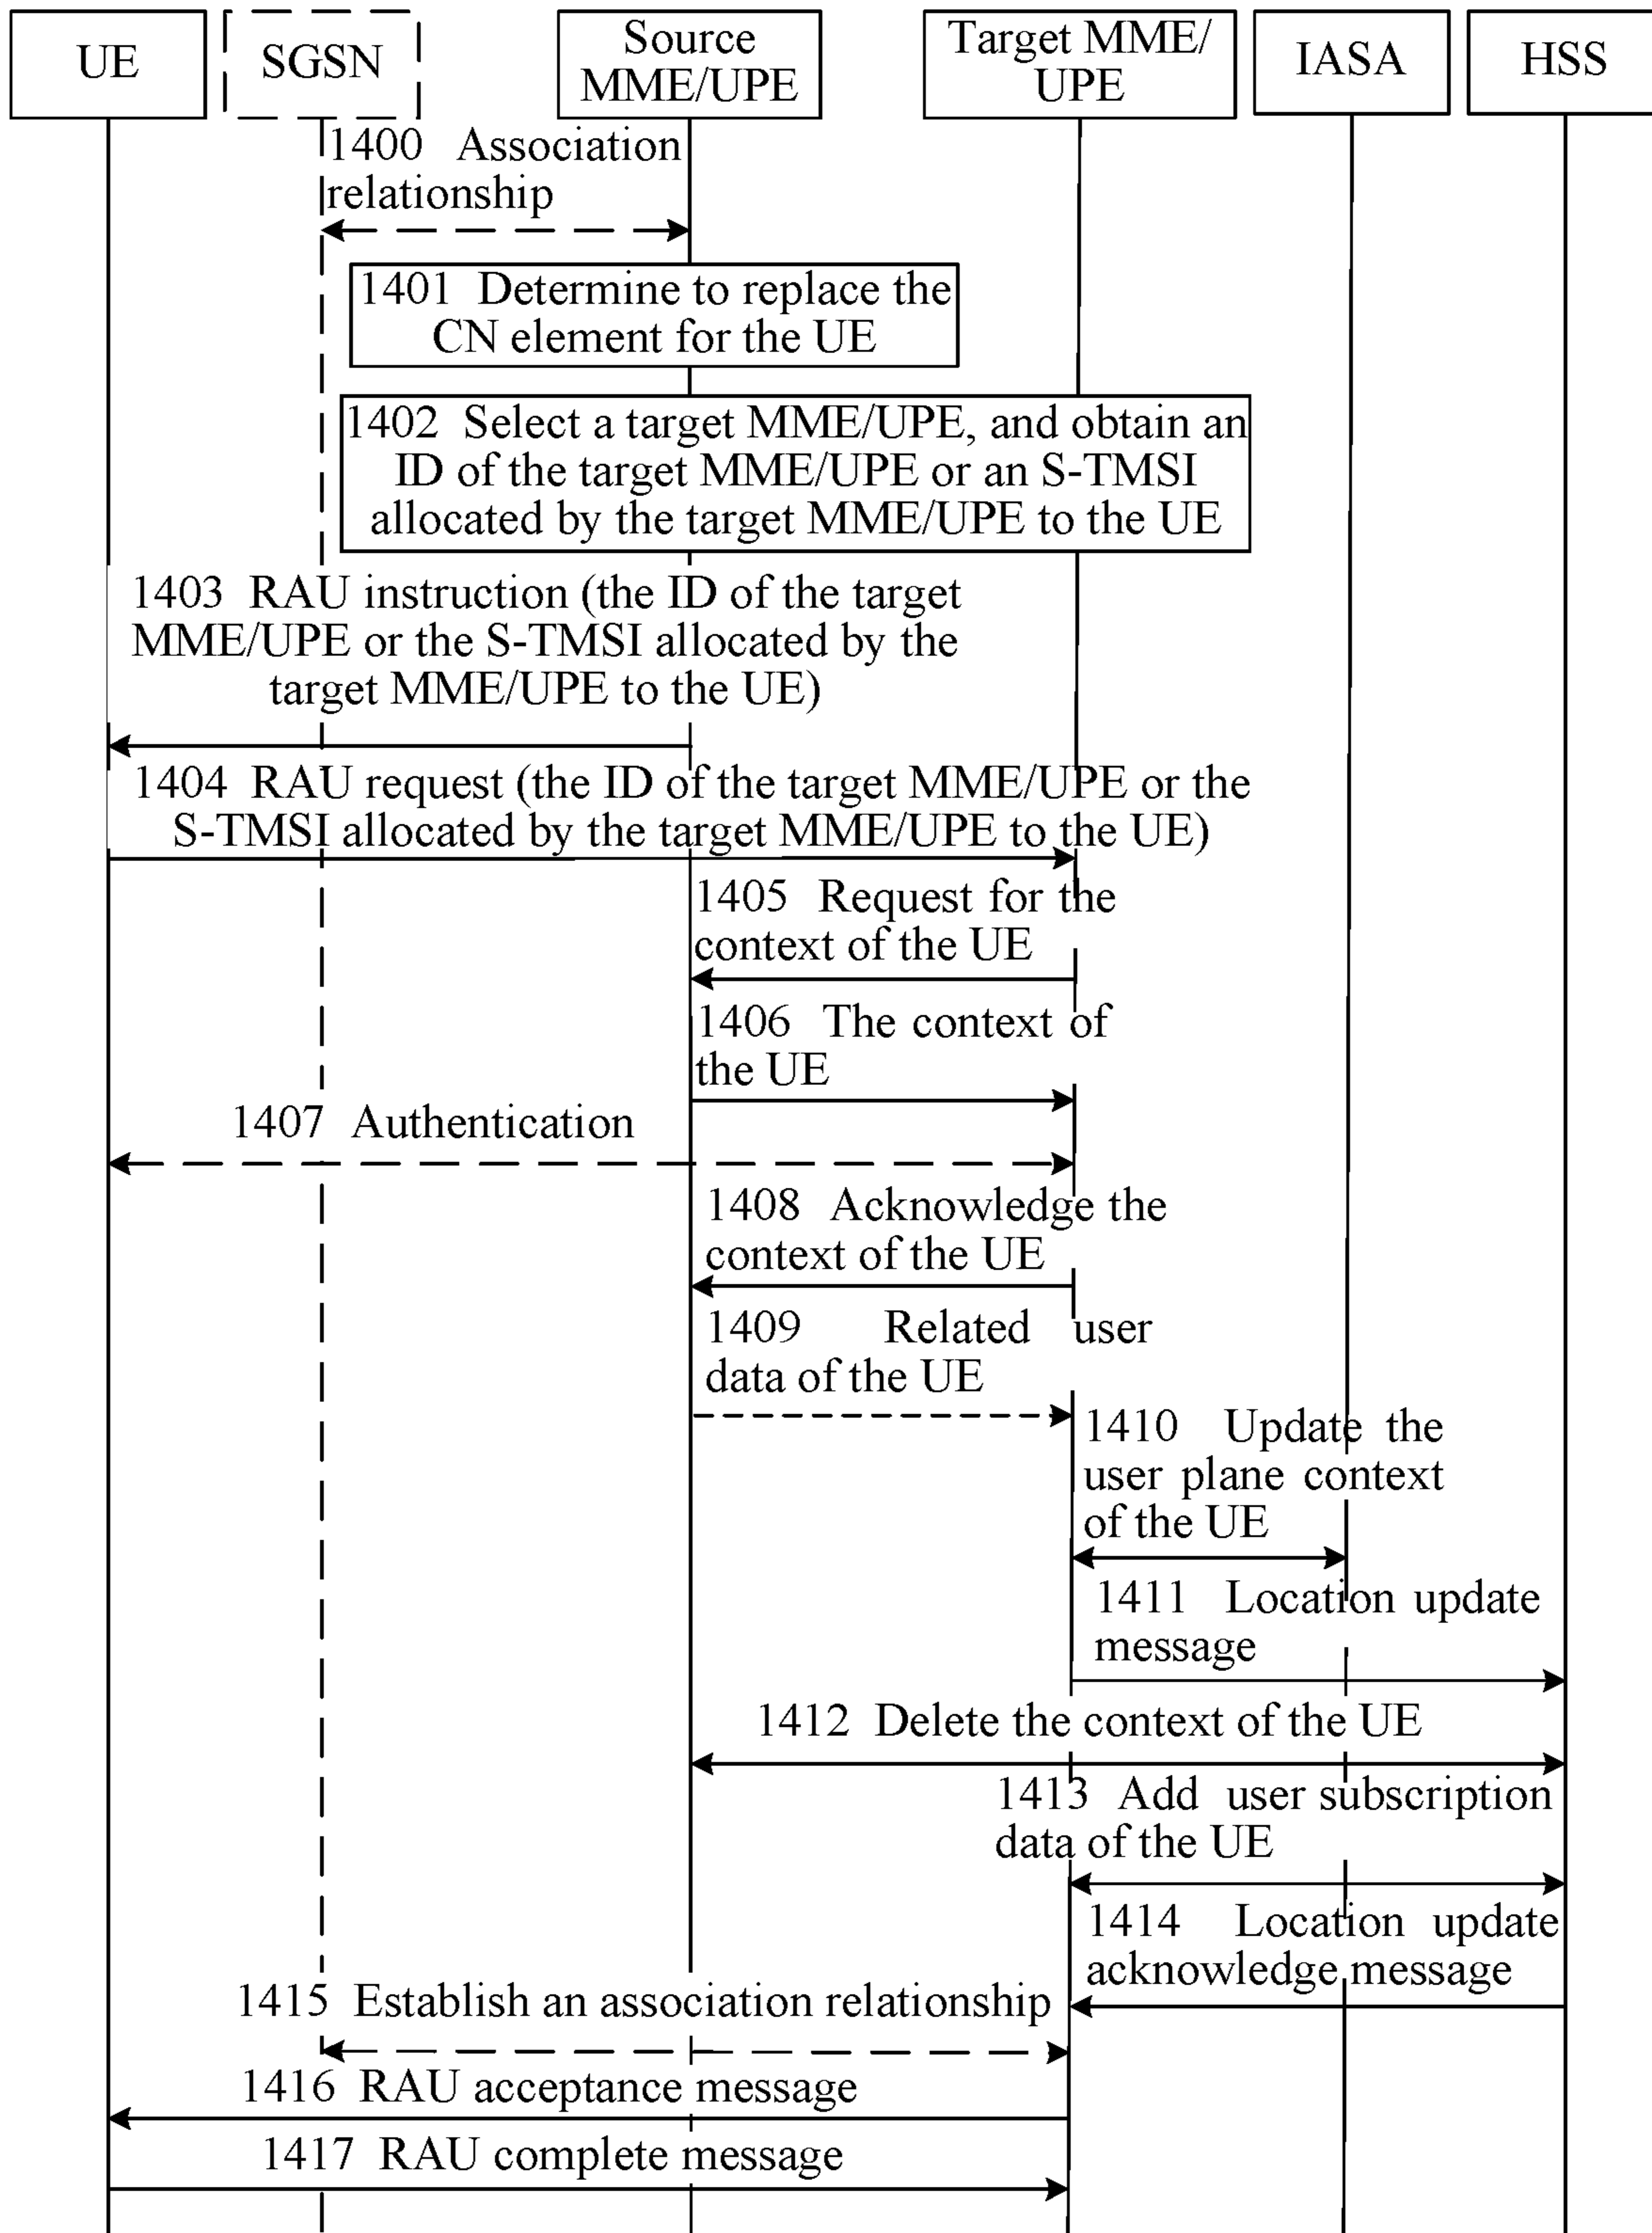 UE
SGSN
Source
MME/UPE
Target MME/
UPE
IASA
HSS
1400 Association
relationship
1401 Determine to replace the
CN element for the UE
1402 Select a target MME/UPE, and obtain an
ID of the target MME/UPE or an S-TMSI
allocated by the target MME/UPE to the UE
1403 RAU instruction (the ID of the target
MME/UPE or the S-TMSI allocated by the
target MME/UPE to the UE)
1404 RAU request (the ID of the target MME/UPE or the
S-TMSI allocated by the target MME/UPE to the UE)
1405 Request for the
context of the UE
1406 The context of
the UE
1407 Authentication
1408 Acknowledge the
context of the UE
1409 Related user
data of the UE
1410 Update the
user plane context
of the UE
1411 Location update
message
1412 Delete the context of the UE
1413 Add user subscription
data of the UE
1414 Location update
acknowledge message
1415 Establish an association relationship
1416 RAU acceptance message
1417 RAU complete message